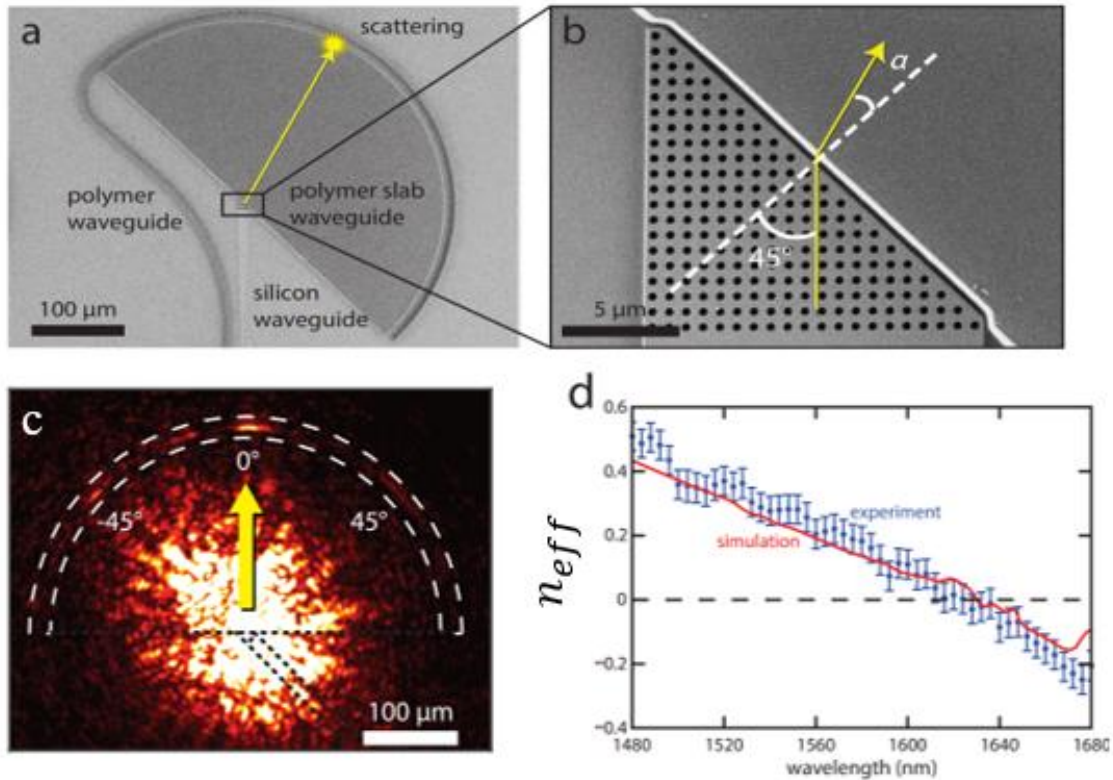 a
scattering
polymer
waveguide
polymer slab
waveguide
silicon
waveguide
100 μm
b
α
45°
5 μm
c
0°
-45°
45°
100 μm
d
n_eff
0.6
0.4
0.2
0
−0.2
−0.4
experiment
simulation
1480 1520 1560 1600 1640 1680
wavelength (nm)